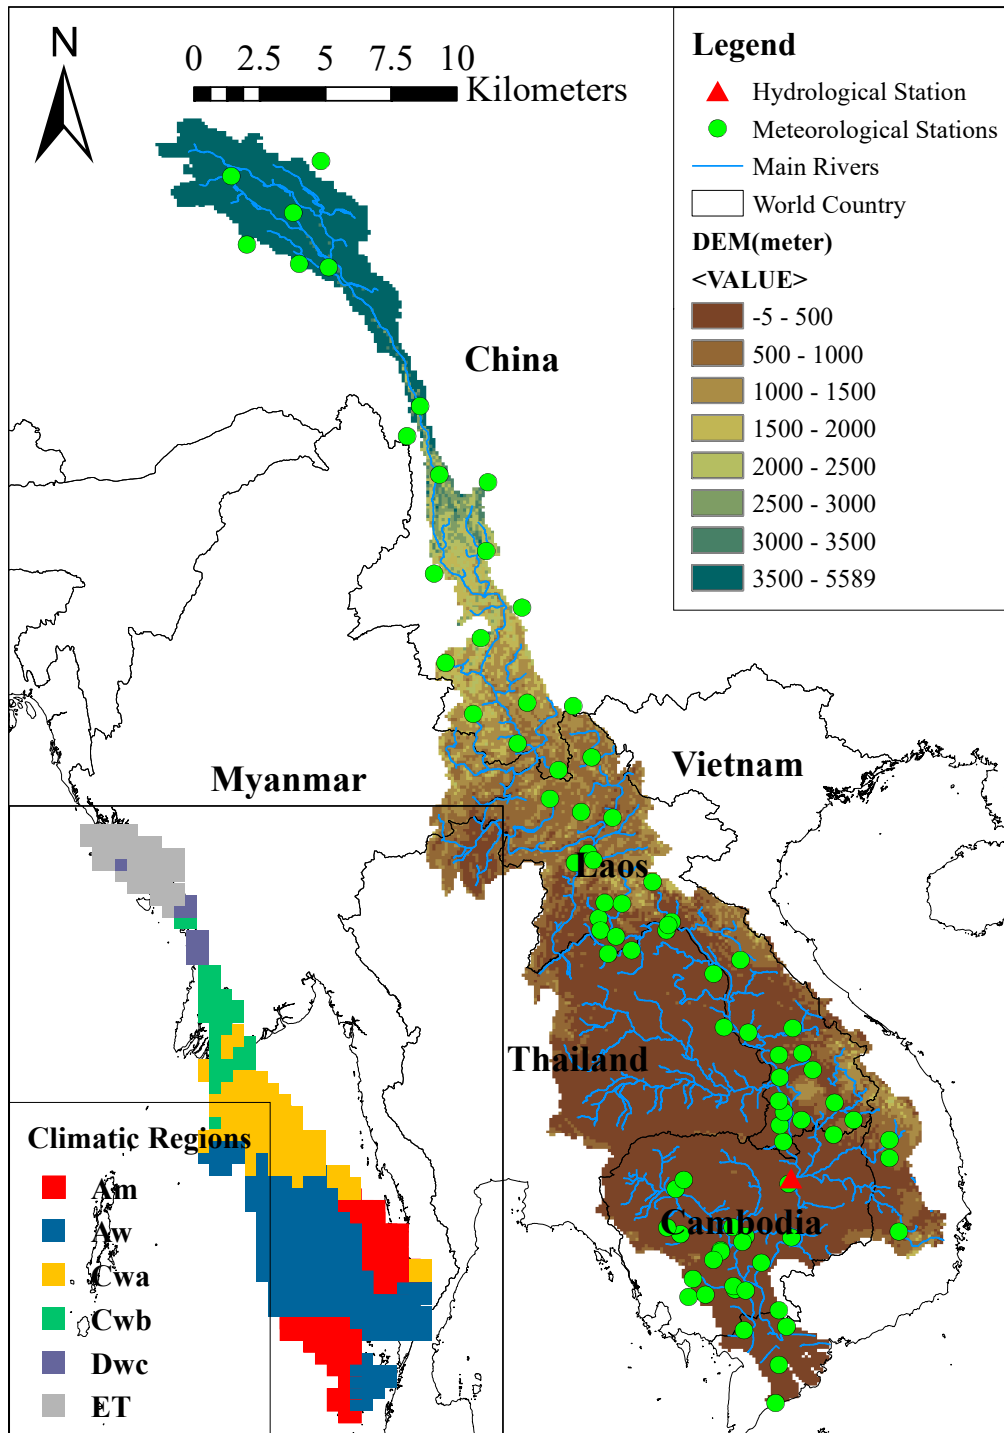 N
0 2.5 5 7.5 10
Kilometers
Legend
Hydrological Station
Meteorological Stations
Main Rivers
World Country
DEM(meter)
<VALUE>
-5 - 500
500 - 1000
1000 - 1500
1500 - 2000
2000 - 2500
2500 - 3000
3000 - 3500
3500 - 5589
China
Vietnam
Myanmar
Laos
Thailand
Cambodia
Climatic Regions
Am
Aw
Cwa
Cwb
Dwc
ET